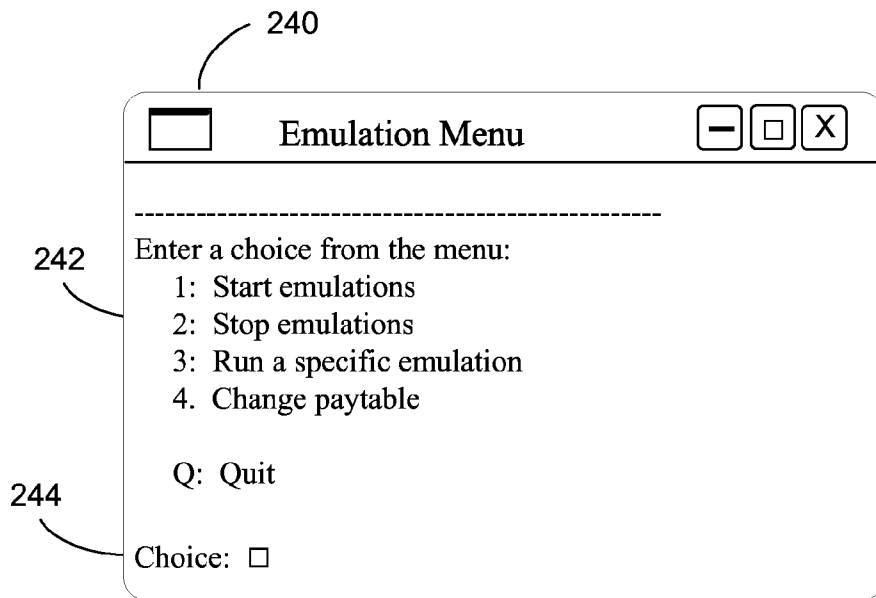 240
Emulation Menu
X
----------------------------------------------------
Enter a choice from the menu:
242
1: Start emulations
2: Stop emulations
3: Run a specific emulation
4. Change paytable
Q: Quit
244
Choice: □